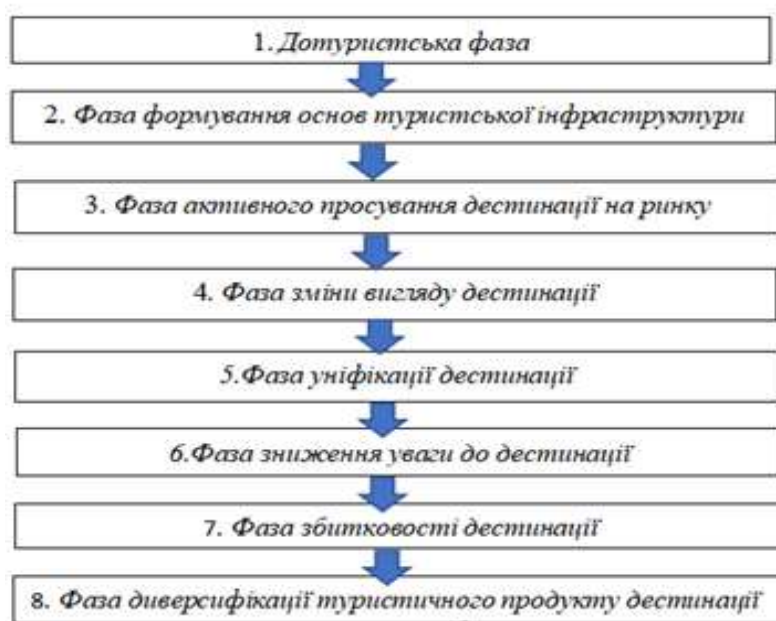 1. Дотуристська фаза
2. Фаза формування основ туристської інфраструктури
3. Фаза активного просування дестинації на ринку
4. Фаза зміни вигляду дестинації
5.Фаза уніфікації дестинації
6.Фаза зниження уваги до дестинації
7. Фаза збитковості дестинації
8. Фаза диверсифікації туристичного продукту дестинації